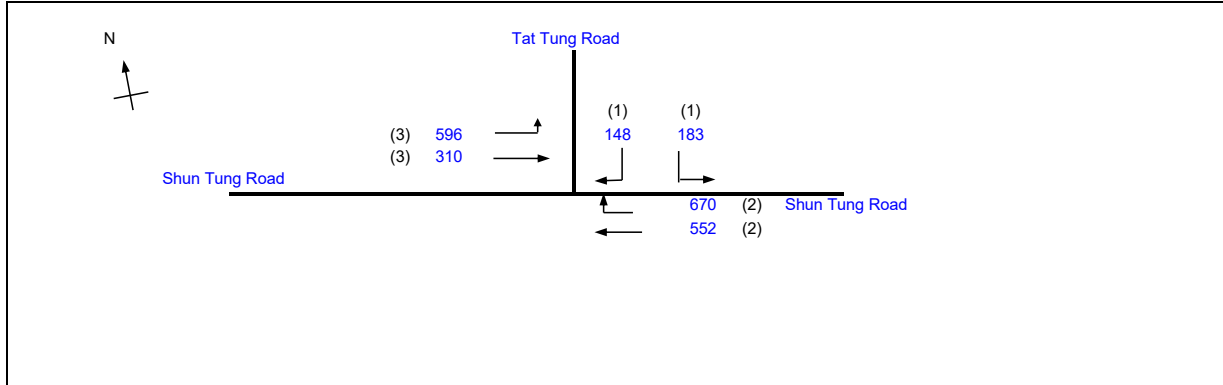 N
Tat Tung Road
(1) (1)
(3) 596 148 183
(3) 310
Shun Tung Road
670 (2) Shun Tung Road
552 (2)